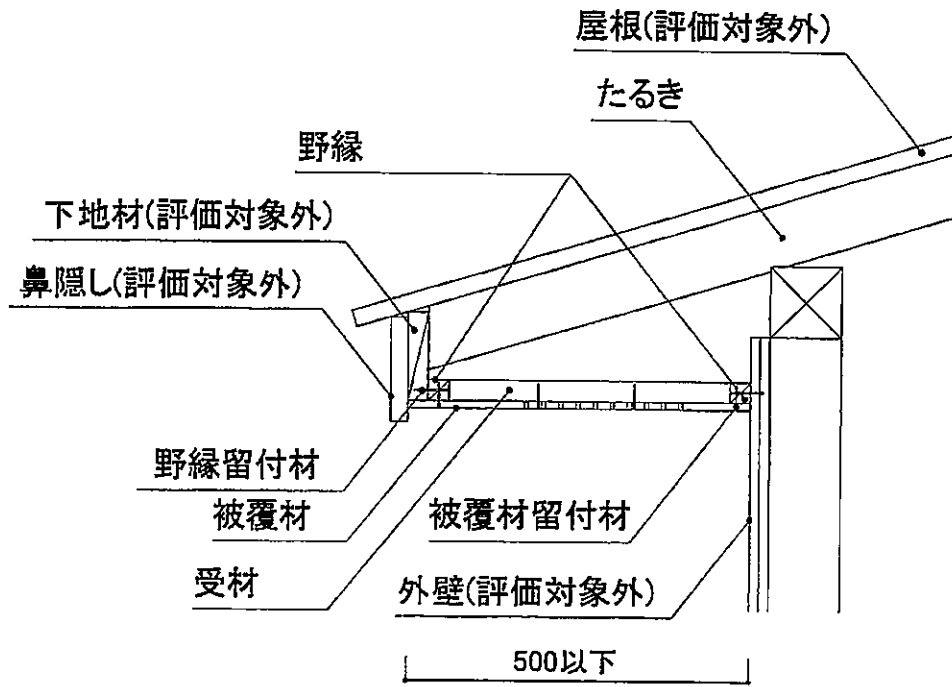 屋根(評価対象外)
たるき
野縁
下地材(評価対象外)
鼻隠し(評価対象外)
野縁留付材
被覆材
被覆材留付材
受材
外壁(評価対象外)
500以下